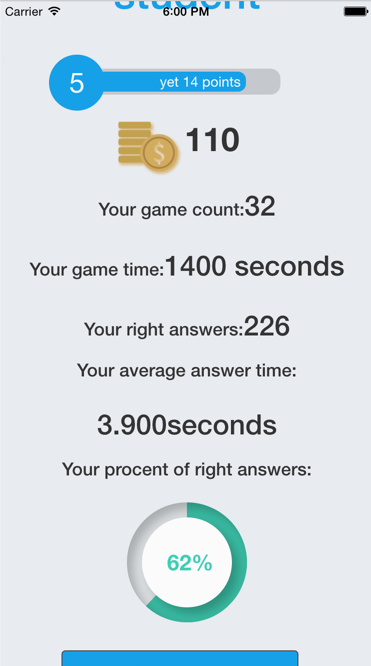 Carrier 6:00 PM
student
5 yet 14 points
110
Your game count:32
Your game time:1400 seconds
Your right answers:226
Your average answer time:
3.900seconds
Your procent of right answers:
62%